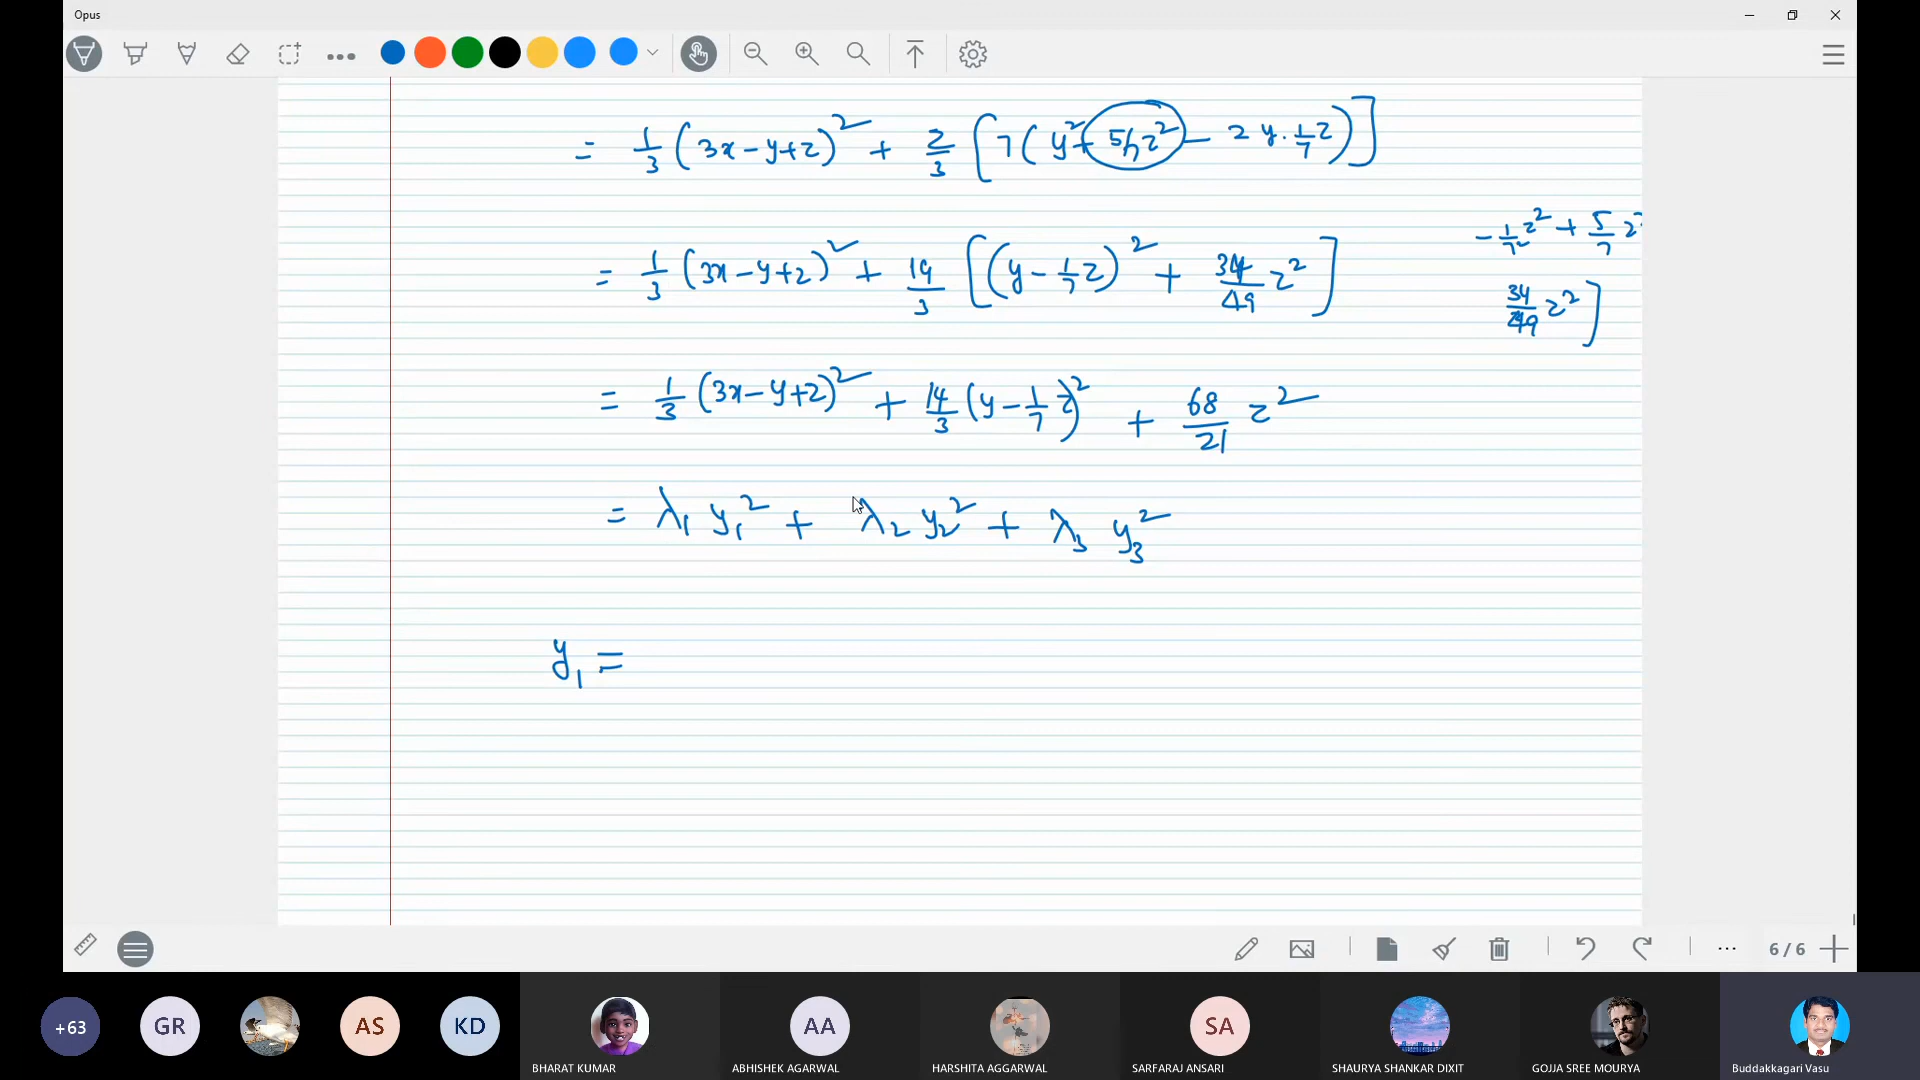 Opus
= 1/3 (3x-y+z)² + 2/3 [7( y²+ 5/7 z² - 2 y. 1/7 z)]
-1/7² z² + 5/7 z²
= 1/3 (3x-y+z)² + 14/3 [(y - 1/7 z)² + 34/49 z²]
34/49 z² ]
= 1/3 (3x-y+z)² + 14/3 (y - 1/7 z)² + 68/21 z²
= λ₁ y₁² + λ₂ y₂² + λ₃ y₃²
y₁ =
6 / 6
+63 GR AS KD AA SA
BHARAT KUMAR ABHISHEK AGARWAL HARSHITA AGGARWAL SARFARAJ ANSARI SHAURYA SHANKAR DIXIT GOJJA SREE MOURYA Buddakkagari Vasu